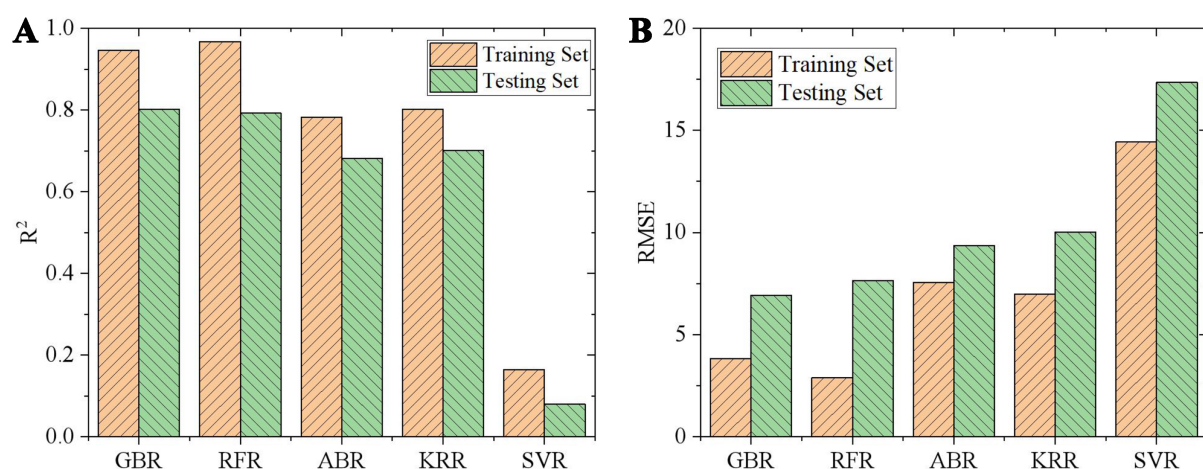 A
1.0
0.8
0.6
0.4
0.2
0.0
R²
Training Set
Testing Set
GBR RFR ABR KRR SVR
B
20
15
10
5
0
RMSE
Training Set
Testing Set
GBR RFR ABR KRR SVR